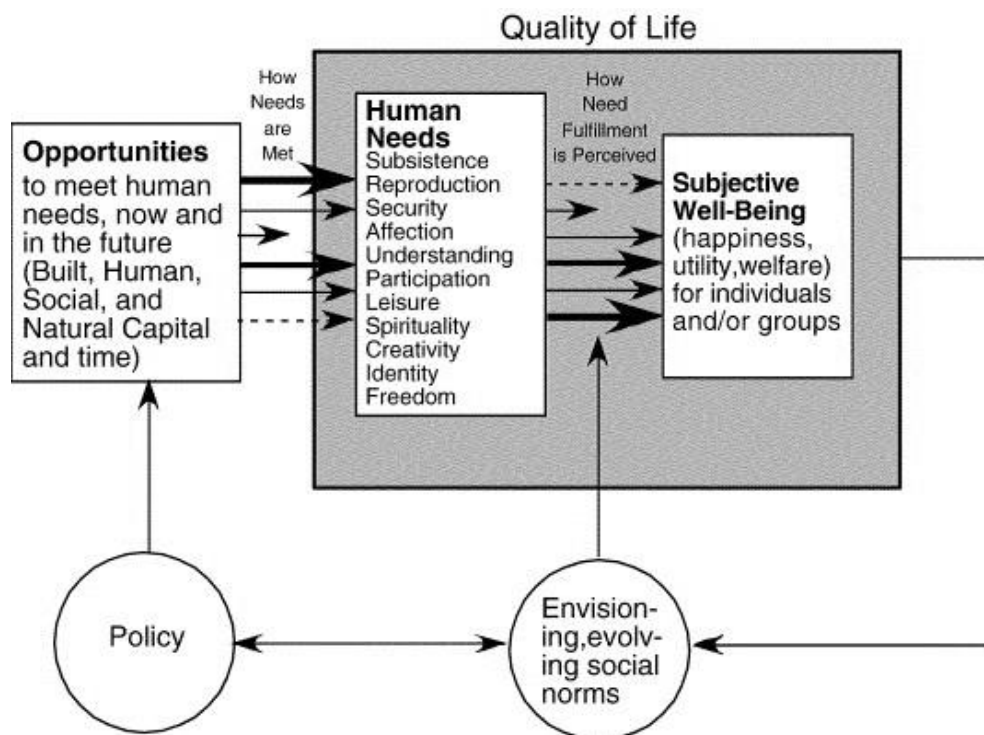 Quality of Life
How
Needs
are
Met
How
Need
Fulfillment
is Perceived
Opportunities
to meet human
needs, now and
in the future
(Built, Human,
Social, and
Natural Capital
and time)
Human
Needs
Subsistence
Reproduction
Security
Affection
Understanding
Participation
Leisure
Spirituality
Creativity
Identity
Freedom
Subjective
Well-Being
(happiness,
utility,welfare)
for individuals
and/or groups
Policy
Envision-
ing,evolv-
ing social
norms